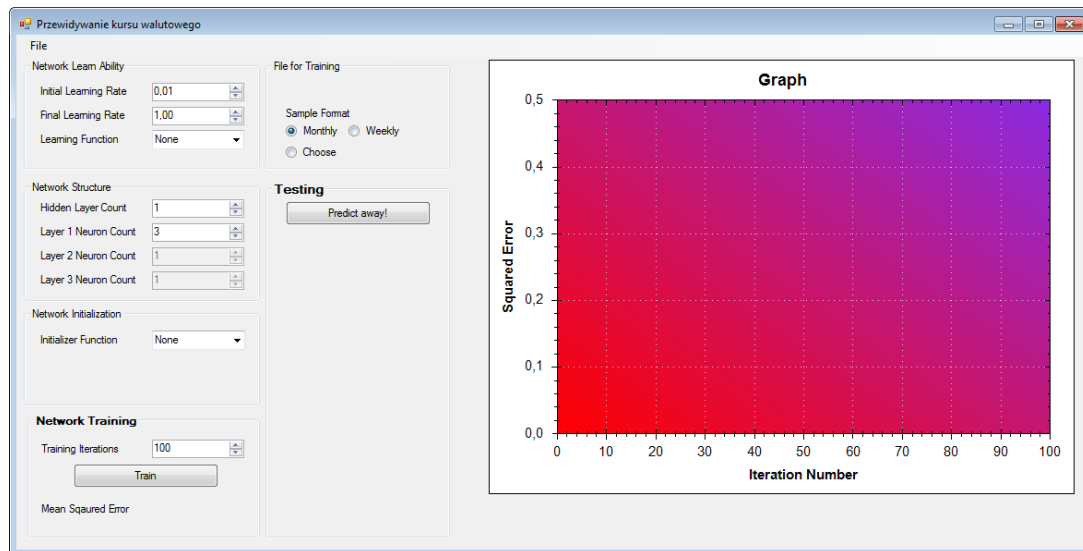 Przewidywanie kursu walutowego
File
Network Learn Ability
Initial Learning Rate 0,01
Final Learning Rate 1,00
Learning Function None
Network Structure
Hidden Layer Count 1
Layer 1 Neuron Count 3
Layer 2 Neuron Count 1
Layer 3 Neuron Count 1
Network Initialization
Initializer Function None
Network Training
Training Iterations 100
Train
Mean Sqaured Error
File for Training
Sample Format
Monthly Weekly
Choose
Testing
Predict away!
Graph
Squared Error
0,5
0,4
0,3
0,2
0,1
0,0
0 10 20 30 40 50 60 70 80 90 100
Iteration Number